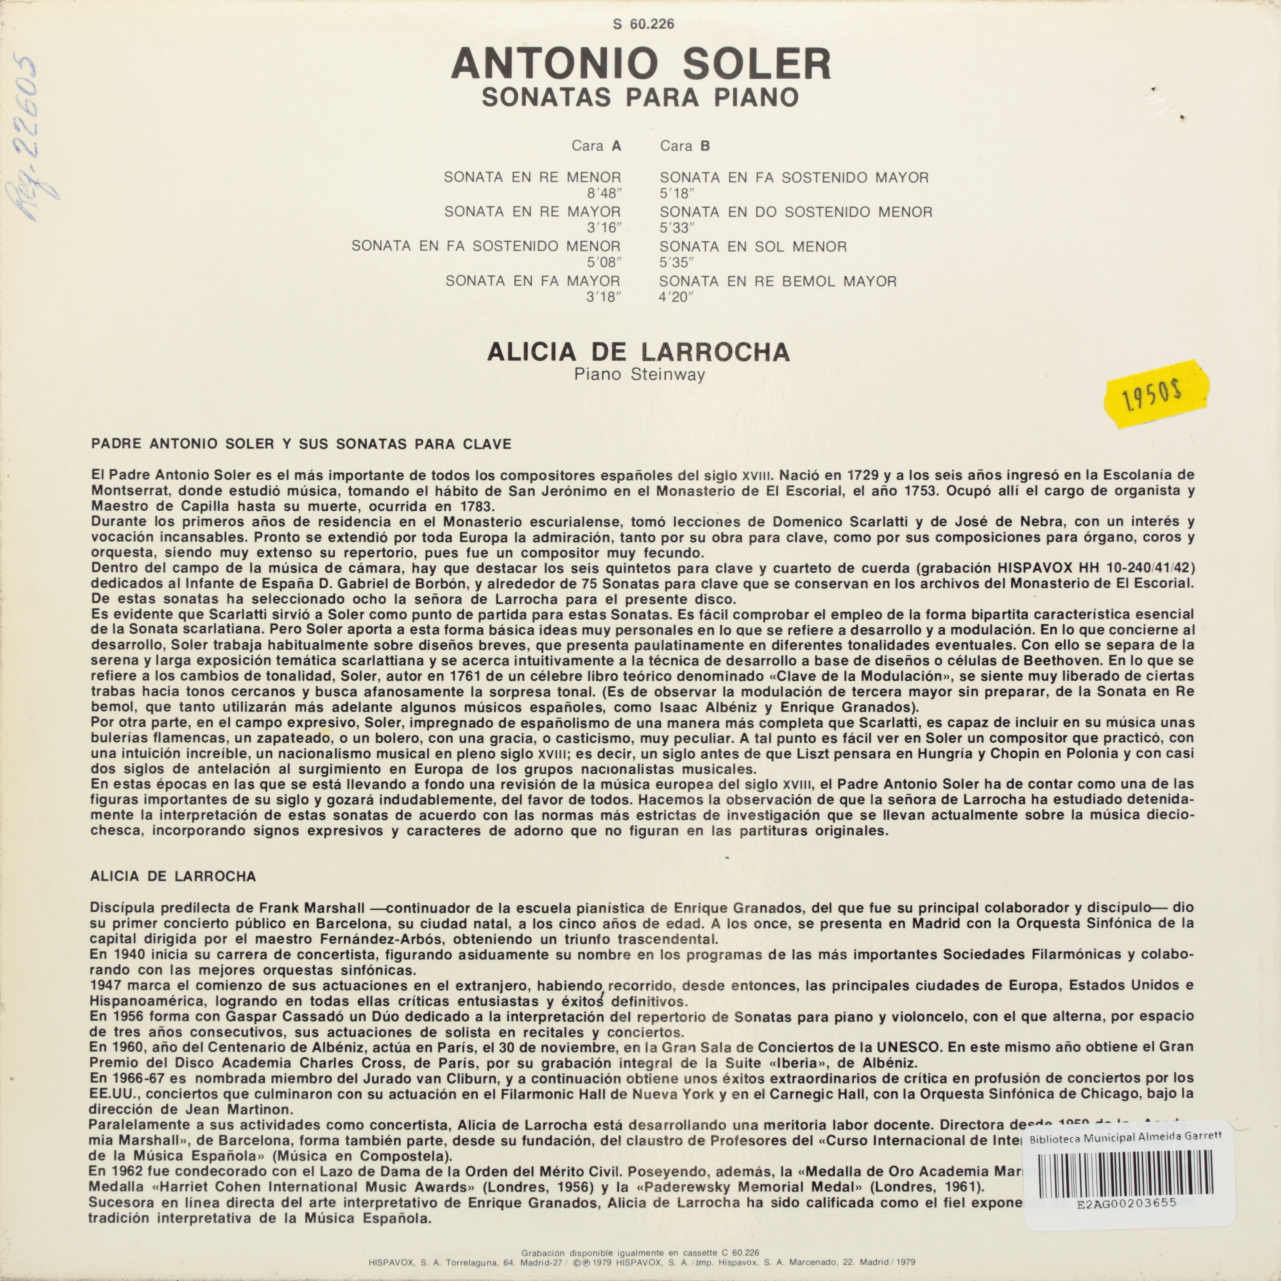 S 60.226
ANTONIO SOLER
SONATAS PARA PIANO
Reg-22605
Cara A
SONATA EN RE MENOR
8'48"
SONATA EN RE MAYOR
3'16"
SONATA EN FA SOSTENIDO MENOR
5'08"
SONATA EN FA MAYOR
3'18"
Cara B
SONATA EN FA SOSTENIDO MAYOR
5'18"
SONATA EN DO SOSTENIDO MENOR
5'33"
SONATA EN SOL MENOR
5'35"
SONATA EN RE BEMOL MAYOR
4'20"
ALICIA DE LARROCHA
Piano Steinway
1.950$
PADRE ANTONIO SOLER Y SUS SONATAS PARA CLAVE
El Padre Antonio Soler es el más importante de todos los compositores españoles del siglo XVIII. Nació en 1729 y a los seis años ingresó en la Escolanía de
Montserrat, donde estudió música, tomando el hábito de San Jerónimo en el Monasterio de El Escorial, el año 1753. Ocupó allí el cargo de organista y
Maestro de Capilla hasta su muerte, ocurrida en 1783.
Durante los primeros años de residencia en el Monasterio escurialense, tomó lecciones de Domenico Scarlatti y de José de Nebra, con un interés y
vocación incansables. Pronto se extendió por toda Europa la admiración, tanto por su obra para clave, como por sus composiciones para órgano, coros y
orquesta, siendo muy extenso su repertorio, pues fue un compositor muy fecundo.
Dentro del campo de la música de cámara, hay que destacar los seis quintetos para clave y cuarteto de cuerda (grabación HISPAVOX HH 10-240/41/42)
dedicados al Infante de España D. Gabriel de Borbón, y alrededor de 75 Sonatas para clave que se conservan en los archivos del Monasterio de El Escorial.
De estas sonatas ha seleccionado ocho la señora de Larrocha para el presente disco.
Es evidente que Scarlatti sirvió a Soler como punto de partida para estas Sonatas. Es fácil comprobar el empleo de la forma bipartita característica esencial
de la Sonata scarlatiana. Pero Soler aporta a esta forma básica ideas muy personales en lo que se refiere a desarrollo y a modulación. En lo que concierne al
desarrollo, Soler trabaja habitualmente sobre diseños breves, que presenta paulatinamente en diferentes tonalidades eventuales. Con ello se separa de la
serena y larga exposición temática scarlattiana y se acerca intuitivamente a la técnica de desarrollo a base de diseños o células de Beethoven. En lo que se
refiere a los cambios de tonalidad, Soler, autor en 1761 de un célebre libro teórico denominado «Clave de la Modulación», se siente muy liberado de ciertas
trabas hacia tonos cercanos y busca afanosamente la sorpresa tonal. (Es de observar la modulación de tercera mayor sin preparar, de la Sonata en Re
bemol, que tanto utilizarán más adelante algunos músicos españoles, como Isaac Albéniz y Enrique Granados).
Por otra parte, en el campo expresivo, Soler, impregnado de españolismo de una manera más completa que Scarlatti, es capaz de incluir en su música unas
bulerías flamencas, un zapateado, o un bolero, con una gracia, o casticismo, muy peculiar. A tal punto es fácil ver en Soler un compositor que practicó, con
una intuición increíble, un nacionalismo musical en pleno siglo XVIII; es decir, un siglo antes de que Liszt pensara en Hungría y Chopin en Polonia y con casi
dos siglos de antelación al surgimiento en Europa de los grupos nacionalistas musicales.
En estas épocas en las que se está llevando a fondo una revisión de la música europea del siglo XVIII, el Padre Antonio Soler ha de contar como una de las
figuras importantes de su siglo y gozará indudablemente, del favor de todos. Hacemos la observación de que la señora de Larrocha ha estudiado detenida-
mente la interpretación de estas sonatas de acuerdo con las normas más estrictas de investigación que se llevan actualmente sobre la música diecio-
chesca, incorporando signos expresivos y caracteres de adorno que no figuran en las partituras originales.
ALICIA DE LARROCHA
Discípula predilecta de Frank Marshall —continuador de la escuela pianística de Enrique Granados, del que fue su principal colaborador y discípulo— dio
su primer concierto público en Barcelona, su ciudad natal, a los cinco años de edad. A los once, se presenta en Madrid con la Orquesta Sinfónica de la
capital dirigida por el maestro Fernández-Arbós, obteniendo un triunfo trascendental.
En 1940 inicia su carrera de concertista, figurando asiduamente su nombre en los programas de las más importantes Sociedades Filarmónicas y colabo-
rando con las mejores orquestas sinfónicas.
1947 marca el comienzo de sus actuaciones en el extranjero, habiendo recorrido, desde entonces, las principales ciudades de Europa, Estados Unidos e
Hispanoamérica, logrando en todas ellas críticas entusiastas y éxitos definitivos.
En 1956 forma con Gaspar Cassadó un Dúo dedicado a la interpretación del repertorio de Sonatas para piano y violoncelo, con el que alterna, por espacio
de tres años consecutivos, sus actuaciones de solista en recitales y conciertos.
En 1960, año del Centenario de Albéniz, actúa en París, el 30 de noviembre, en la Gran Sala de Conciertos de la UNESCO. En este mismo año obtiene el Gran
Premio del Disco Academia Charles Cross, de París, por su grabación integral de la Suite «Iberia», de Albéniz.
En 1966-67 es nombrada miembro del Jurado van Cliburn, y a continuación obtiene unos éxitos extraordinarios de crítica en profusión de conciertos por los
EE.UU., conciertos que culminaron con su actuación en el Filarmonic Hall de Nueva York y en el Carnegic Hall, con la Orquesta Sinfónica de Chicago, bajo la
dirección de Jean Martinon.
Paralelamente a sus actividades como concertista, Alicia de Larrocha está desarrollando una meritoria labor docente. Directora desde 1959 de la
mia Marshall», de Barcelona, forma también parte, desde su fundación, del claustro de Profesores del «Curso Internacional de
de la Música Española» (Música en Compostela).
En 1962 fue condecorado con el Lazo de Dama de la Orden del Mérito Civil. Poseyendo, además, la «Medalla de Oro Academia
Medalla «Harriet Cohen International Music Awards» (Londres, 1956) y la «Paderewsky Memorial Medal» (Londres, 1961).
Sucesora en línea directa del arte interpretativo de Enrique Granados, Alicia de Larrocha ha sido calificada como el fiel
tradición interpretativa de la Música Española.
Biblioteca Municipal Almeida Garrett
E2AG00203655
Grabación disponible igualmente en cassette C 60.226
HISPAVOX, S. A. Torrelaguna, 64. Madrid-27 / ©℗ 1979 HISPAVOX, S. A. / Imp. Hispavox, S. A. Marcenado, 22. Madrid / 1979